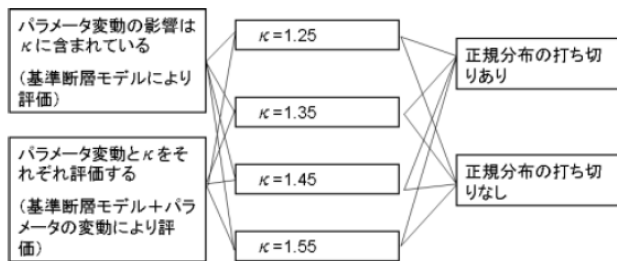 パラメータ変動の影響は
κに含まれている
(基準断層モデルにより
評価)
パラメータ変動とκをそ
れぞれ評価する
(基準断層モデル+パラ
メータの変動により評
価)
κ=1.25
κ=1.35
κ=1.45
κ=1.55
正規分布の打ち切
りあり
正規分布の打ち切
りなし